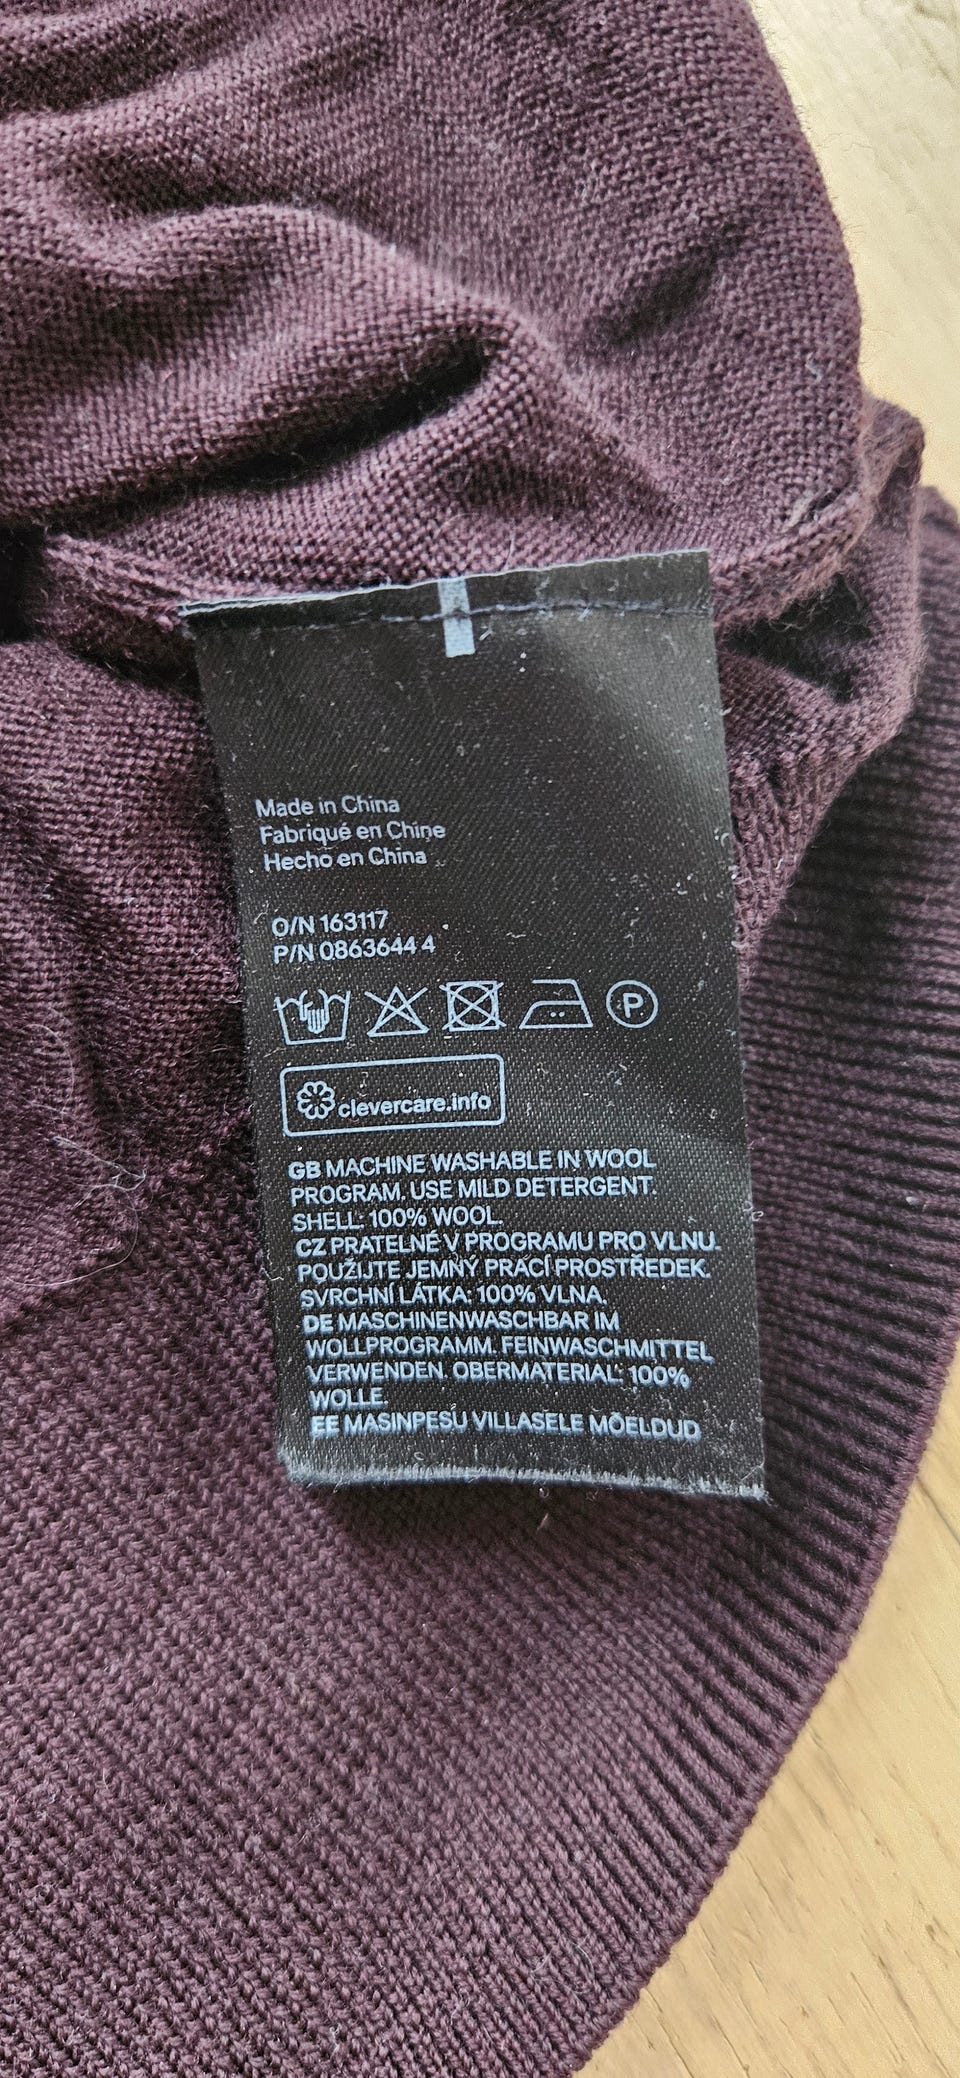 Made in China
Fabriqué en Chine
Hecho en China
O/N 163117
P/N 0863644 4
P
clevercare.info
GB MACHINE WASHABLE IN WOOL
PROGRAM. USE MILD DETERGENT.
SHELL: 100% WOOL.
CZ PRATELNÉ V PROGRAMU PRO VLNU.
POUŽIJTE JEMNÝ PRACÍ PROSTŘEDEK.
SVRCHNÍ LÁTKA: 100% VLNA.
DE MASCHINENWASCHBAR IM
WOLLPROGRAMM. FEINWASCHMITTEL
VERWENDEN. OBERMATERIAL: 100%
WOLLE.
EE MASINPESU VILLASELE MÕELDUD